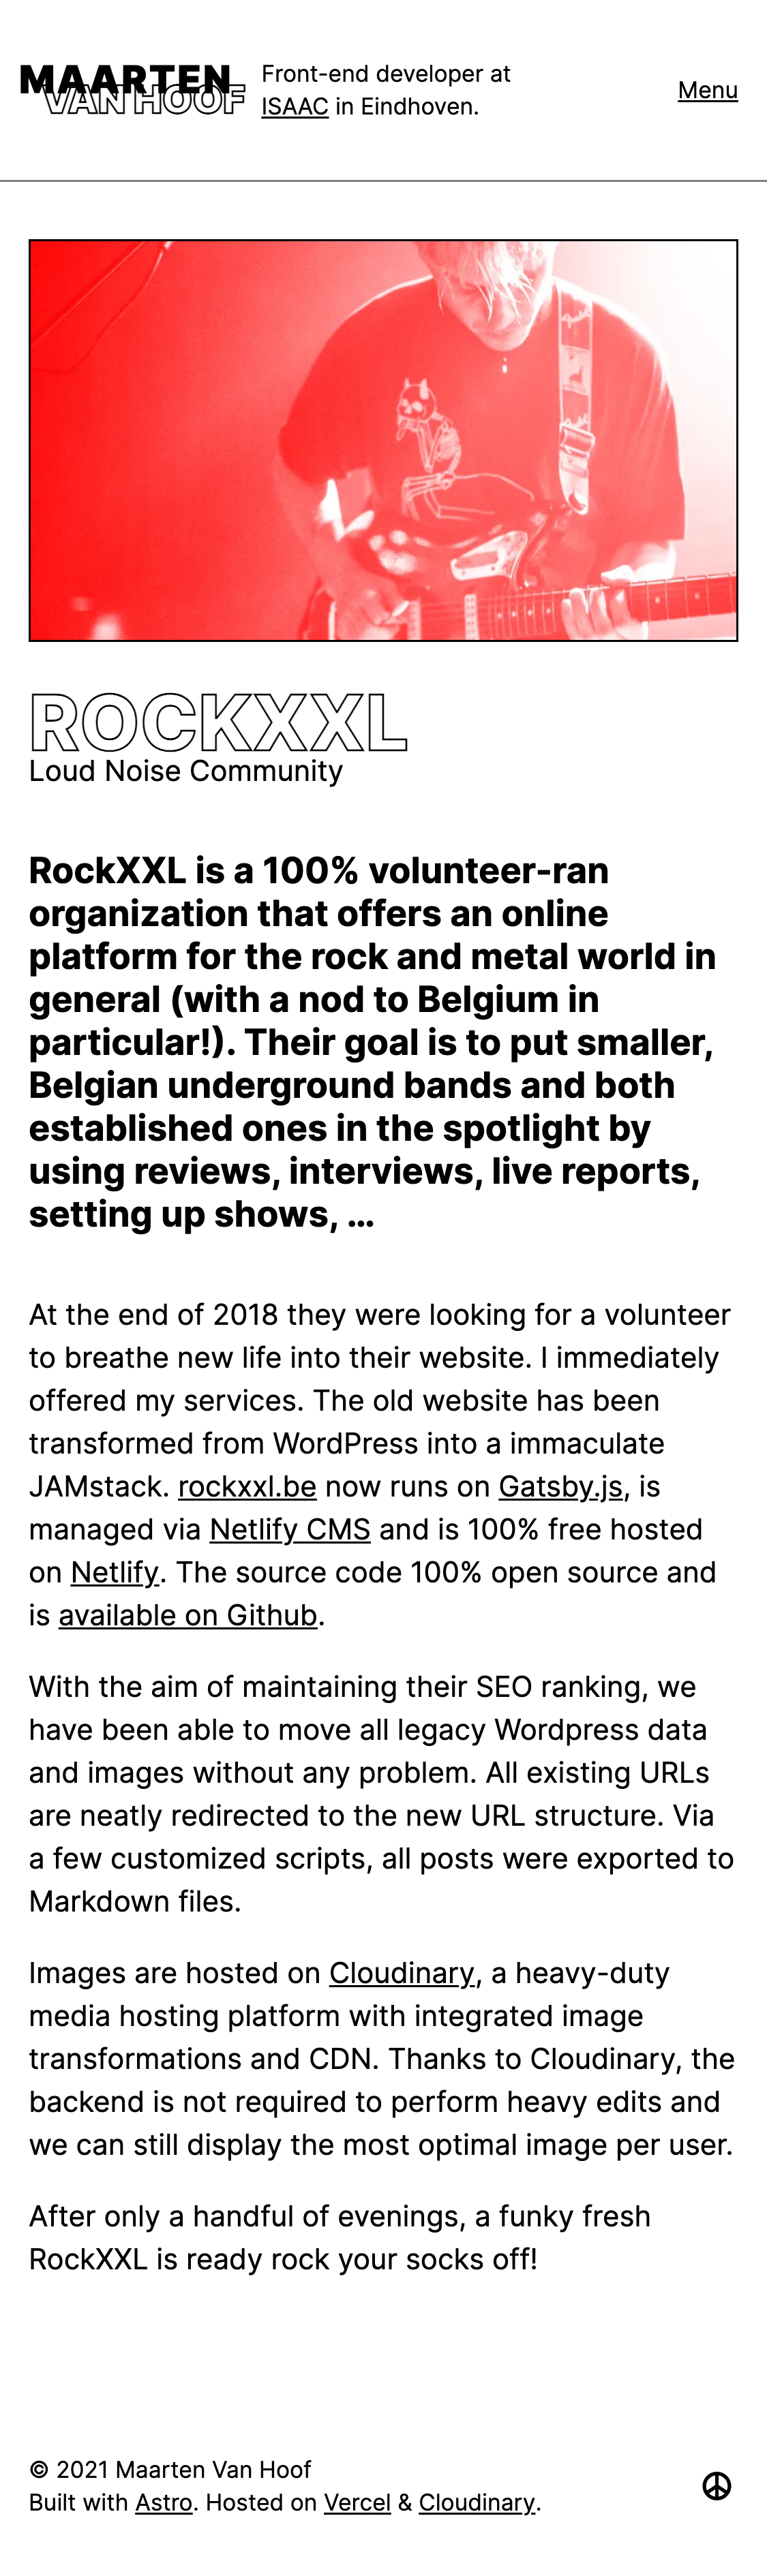 MAARTEN
VAN HOOF
Front-end developer at
ISAAC in Eindhoven.
Menu
ROCKXXL
Loud Noise Community
RockXXL is a 100% volunteer-ran
organization that offers an online
platform for the rock and metal world in
general (with a nod to Belgium in
particular!). Their goal is to put smaller,
Belgian underground bands and both
established ones in the spotlight by
using reviews, interviews, live reports,
setting up shows, ...
At the end of 2018 they were looking for a volunteer
to breathe new life into their website. I immediately
offered my services. The old website has been
transformed from WordPress into a immaculate
JAMstack. rockxxl.be now runs on Gatsby.js, is
managed via Netlify CMS and is 100% free hosted
on Netlify. The source code 100% open source and
is available on Github.
With the aim of maintaining their SEO ranking, we
have been able to move all legacy Wordpress data
and images without any problem. All existing URLs
are neatly redirected to the new URL structure. Via
a few customized scripts, all posts were exported to
Markdown files.
Images are hosted on Cloudinary, a heavy-duty
media hosting platform with integrated image
transformations and CDN. Thanks to Cloudinary, the
backend is not required to perform heavy edits and
we can still display the most optimal image per user.
After only a handful of evenings, a funky fresh
RockXXL is ready rock your socks off!
© 2021 Maarten Van Hoof
Built with Astro. Hosted on Vercel & Cloudinary.